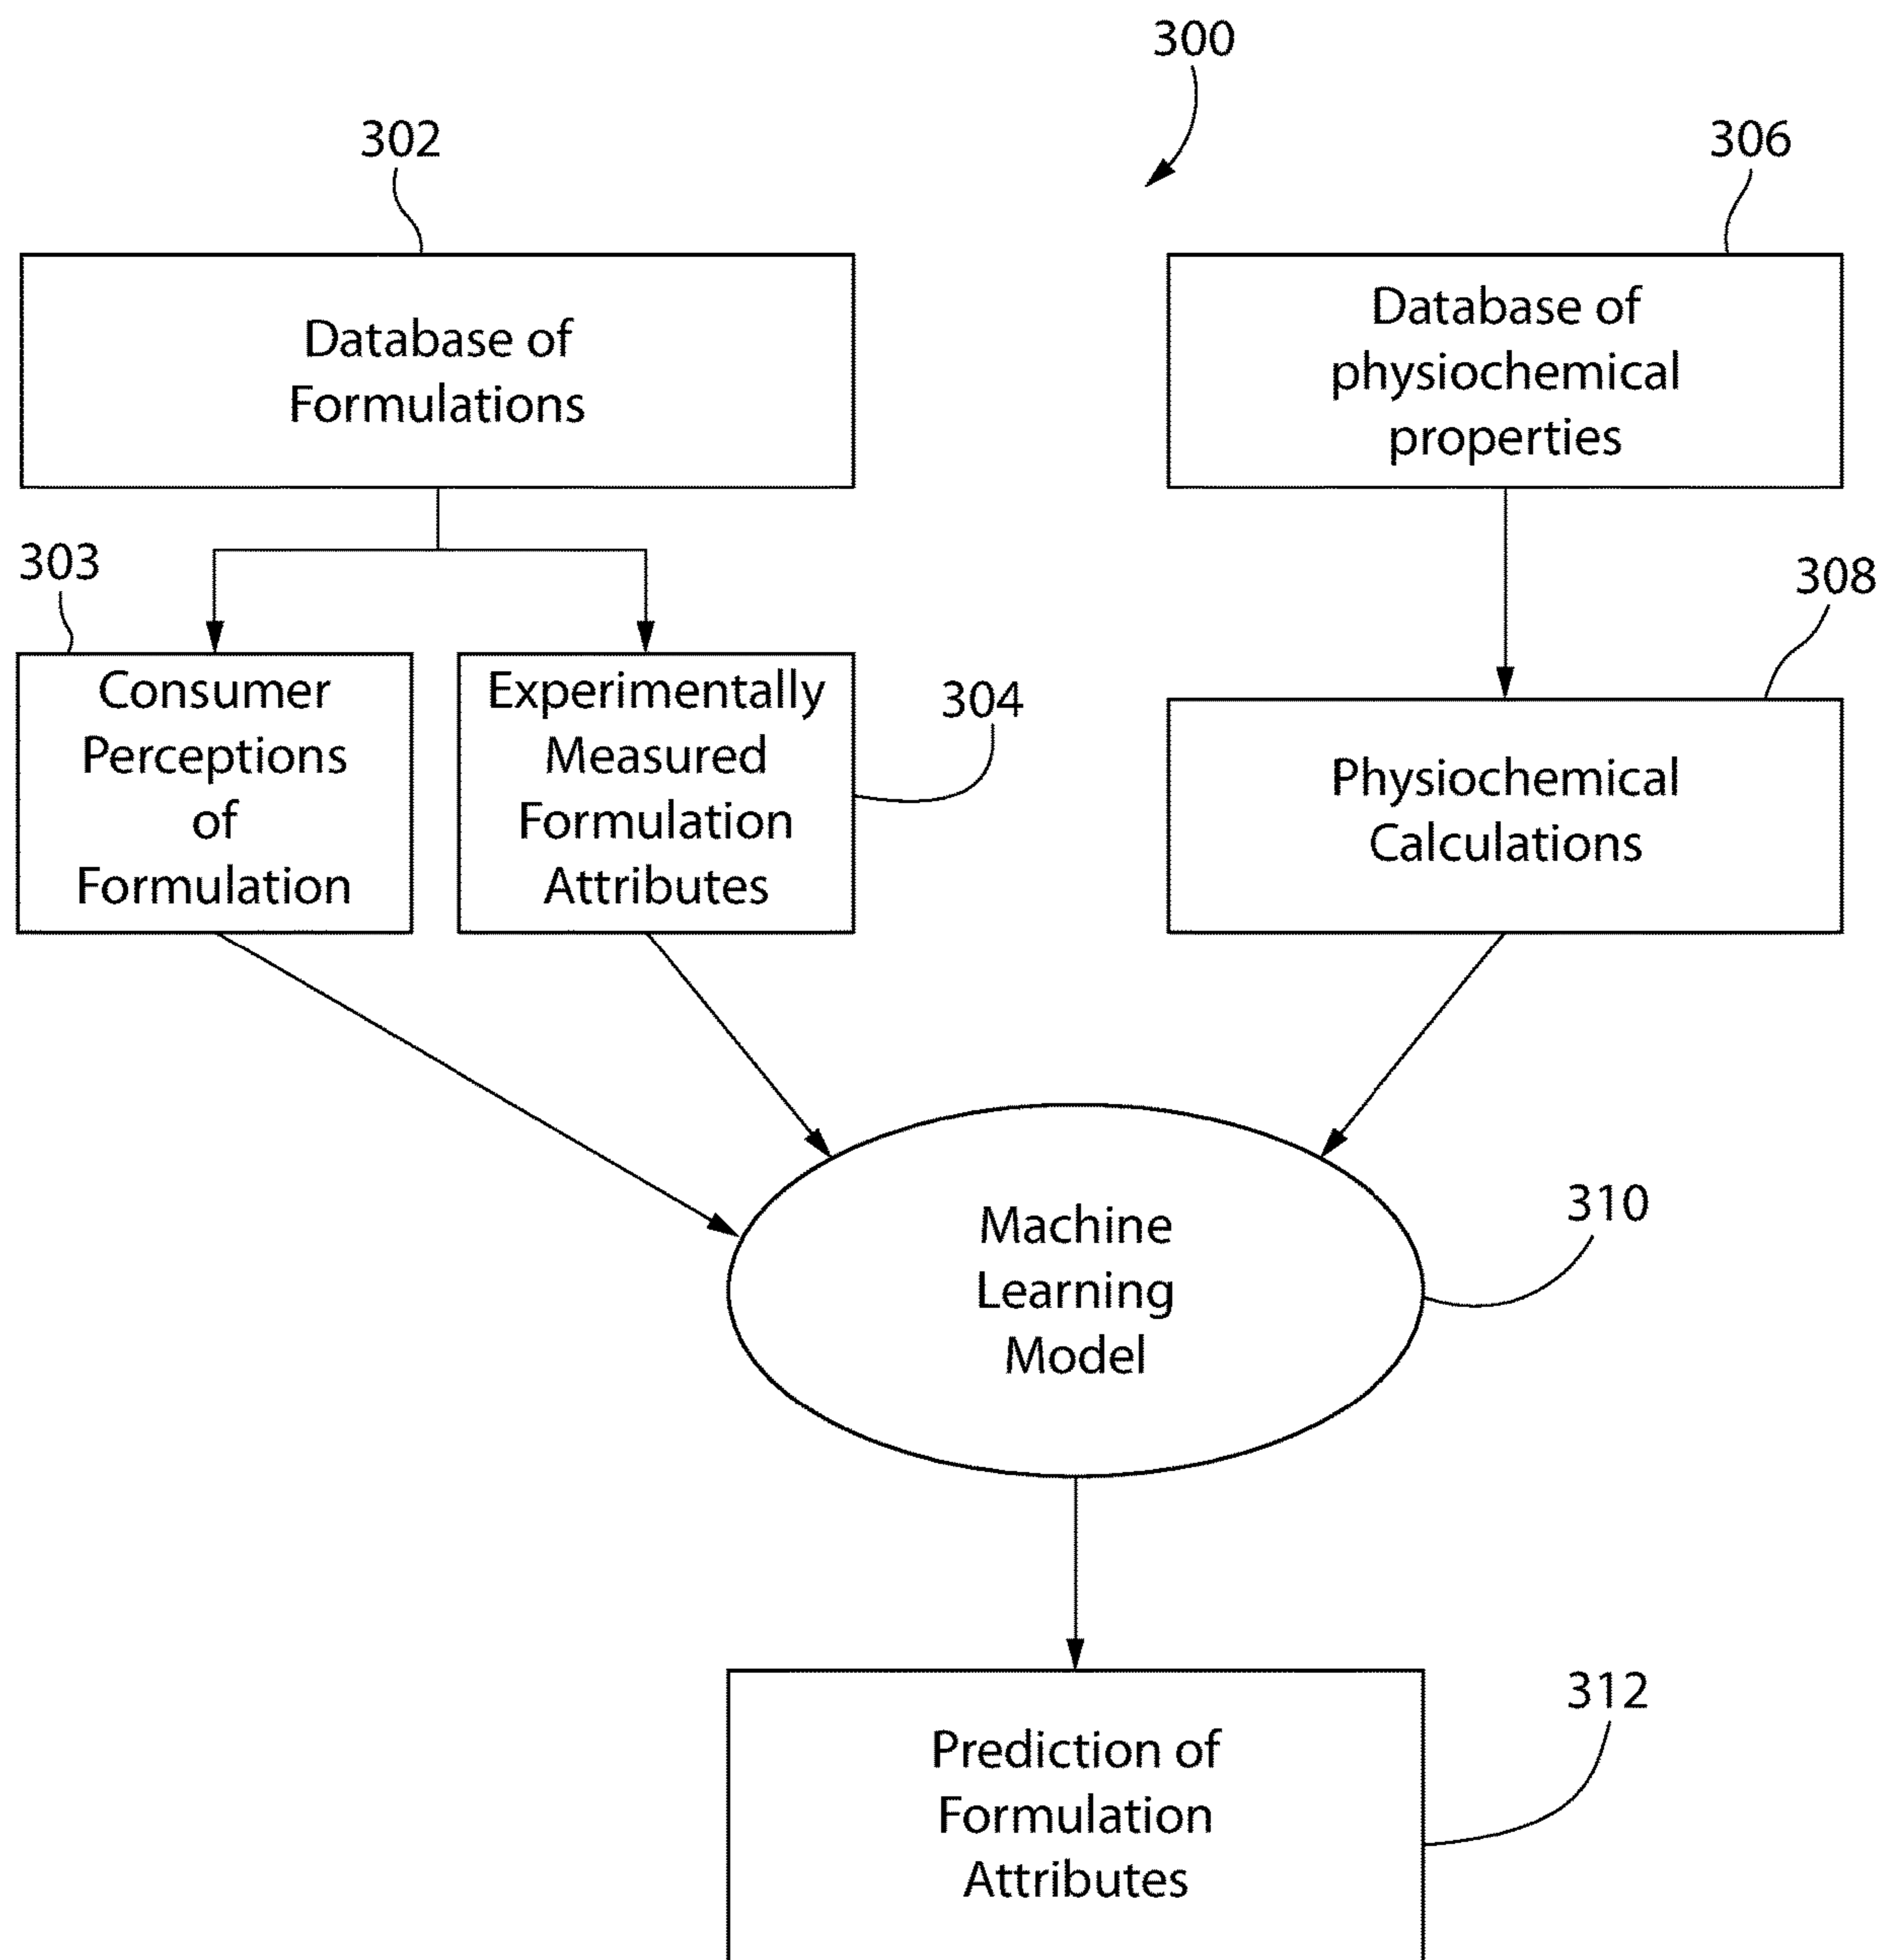 300
302
306
Database of
Formulations
Database of
physiochemical
properties
303
308
Consumer
Perceptions
of
Formulation
Experimentally
Measured
Formulation
Attributes
304
Physiochemical
Calculations
310
Machine
Learning
Model
312
Prediction of
Formulation
Attributes